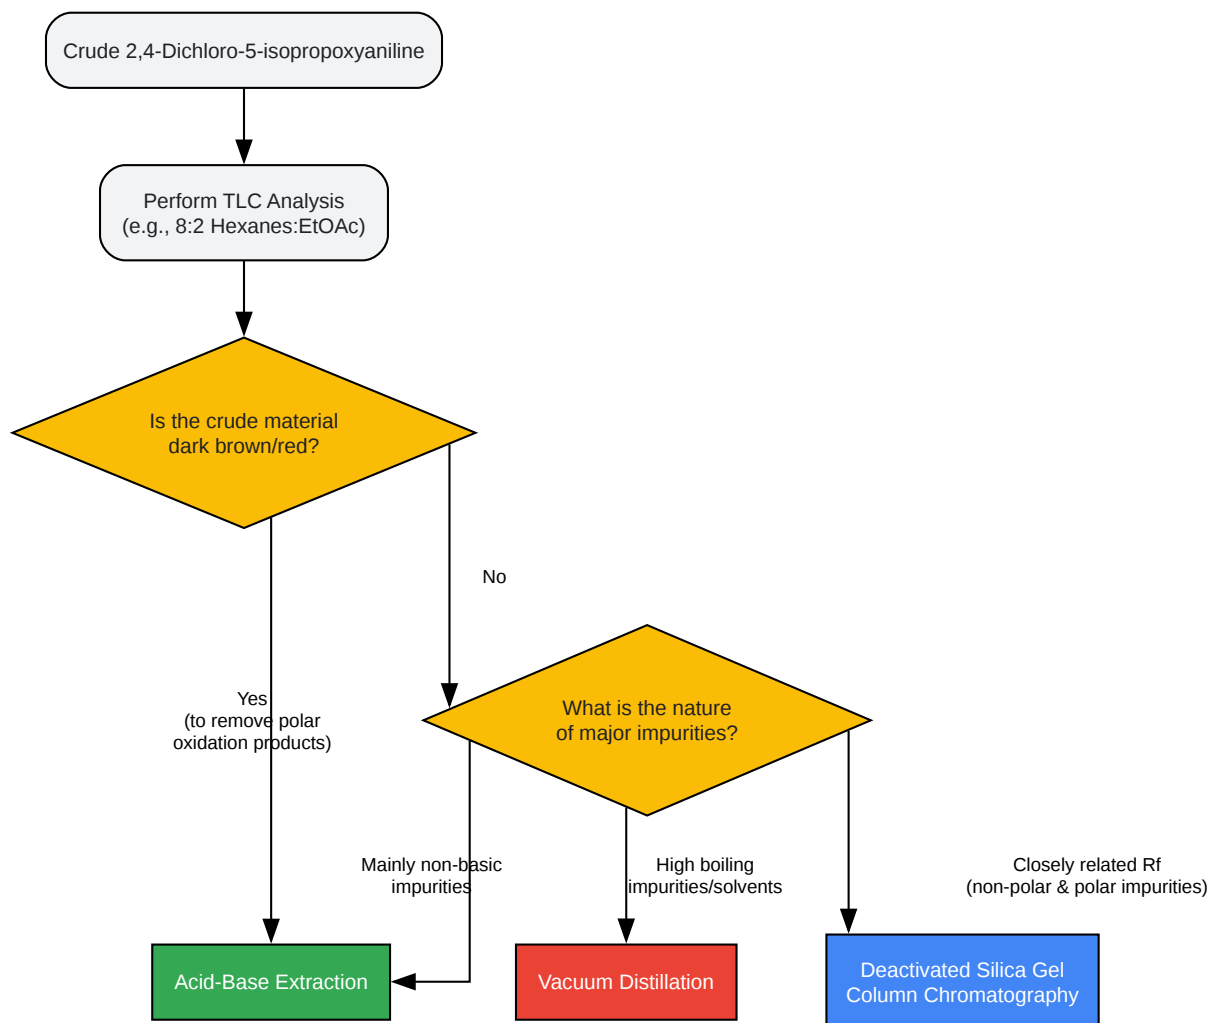 Crude 2,4-Dichloro-5-isopropoxyaniline
Perform TLC Analysis
(e.g., 8:2 Hexanes:EtOAc)
Is the crude material
dark brown/red?
No
Yes
(to remove polar
oxidation products)
What is the nature
of major impurities?
Mainly non-basic
impurities
High boiling
impurities/solvents
Closely related Rf
(non-polar & polar impurities)
Acid-Base Extraction
Vacuum Distillation
Deactivated Silica Gel
Column Chromatography